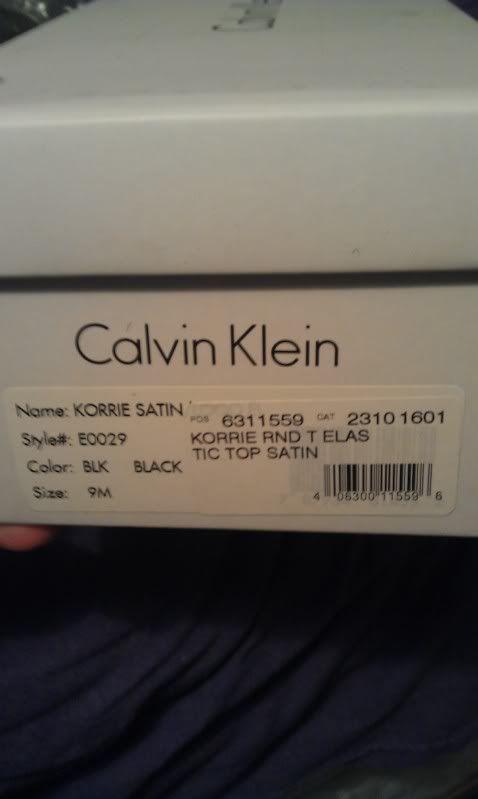 Calvin Klein
Name: KORRIE SATIN
Style#: E0029
Color: BLK BLACK
Size: 9M
POS 6311559 CAT 23101601
KORRIE RND T ELAS
TIC TOP SATIN
4 06300 11559 6